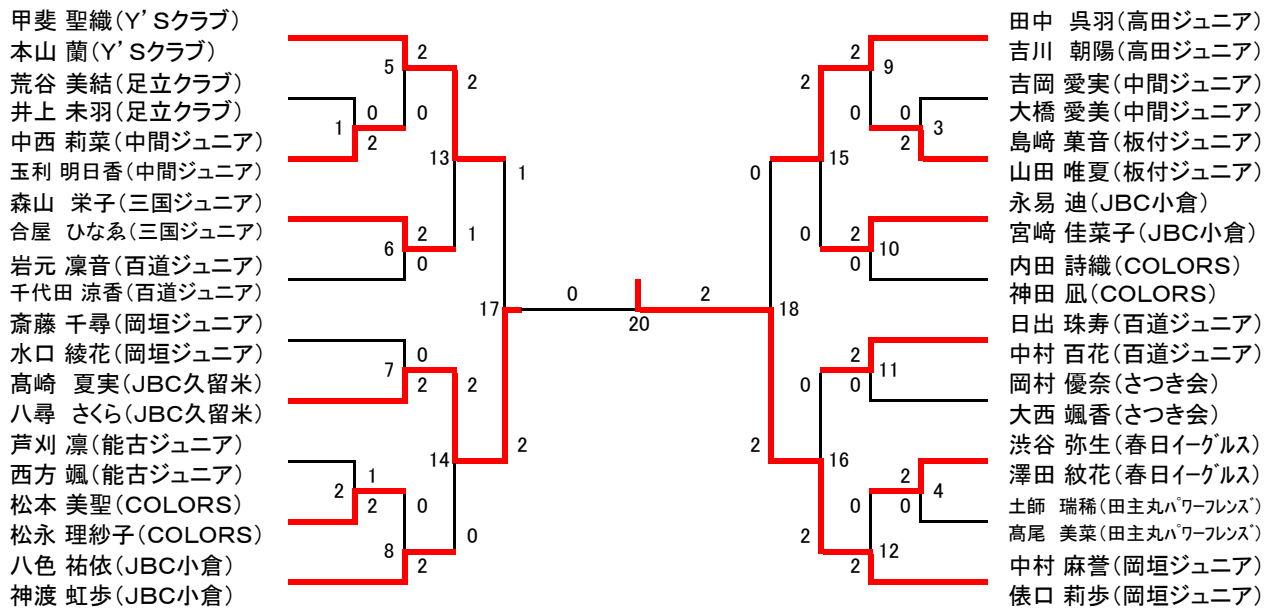 甲斐 聖織(Y'Sクラブ)
本山 蘭(Y'Sクラブ)
荒谷 美結(足立クラブ)
井上 未羽(足立クラブ)
中西 莉菜(中間ジュニア)
玉利 明日香(中間ジュニア)
森山 栄子(三国ジュニア)
合屋 ひなゑ(三国ジュニア)
岩元 凜音(百道ジュニア)
千代田 涼香(百道ジュニア)
斎藤 千尋(岡垣ジュニア)
水口 綾花(岡垣ジュニア)
髙崎 夏実(JBC久留米)
八尋 さくら(JBC久留米)
芦刈 凛(能古ジュニア)
西方 颯(能古ジュニア)
松本 美聖(COLORS)
松永 理紗子(COLORS)
八色 祐依(JBC小倉)
神渡 虹歩(JBC小倉)
2
5
2
0
0
1
2
13
1
2
1
6
0
17
0
7
2
2
2
14
1
2
2
0
0
8
2
0
20
2
2
9
2
0
0
3
2
15
0
2
0
10
0
18
2
11
0
0
2
16
2
4
0
0
2
12
2
田中 呉羽(高田ジュニア)
吉川 朝陽(高田ジュニア)
吉岡 愛実(中間ジュニア)
大橋 愛美(中間ジュニア)
島﨑 菓音(板付ジュニア)
山田 唯夏(板付ジュニア)
永易 迪(JBC小倉)
宮﨑 佳菜子(JBC小倉)
内田 詩織(COLORS)
神田 凪(COLORS)
日出 珠寿(百道ジュニア)
中村 百花(百道ジュニア)
岡村 優奈(さつき会)
大西 颯香(さつき会)
渋谷 弥生(春日イーグルス)
澤田 紋花(春日イーグルス)
土師 瑞稀(田主丸パワーフレンズ)
髙尾 美菜(田主丸パワーフレンズ)
中村 麻誉(岡垣ジュニア)
俵口 莉歩(岡垣ジュニア)